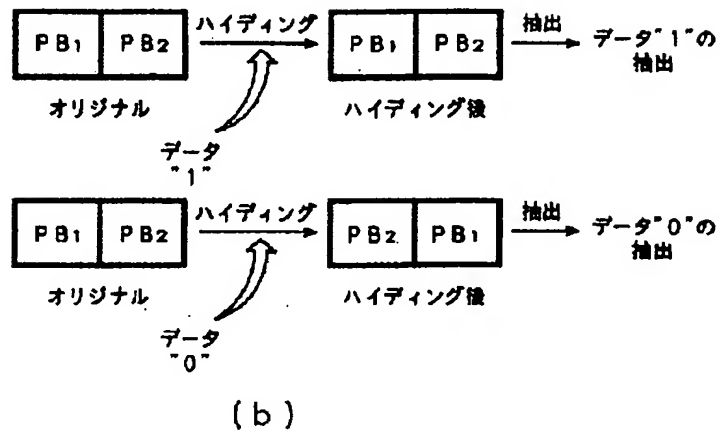 ハイディング
抽出
PB1 PB2
PB1 PB2
データ"1"の
抽出
オリジナル
ハイディング後
データ
"1"
ハイディング
抽出
PB1 PB2
PB2 PB1
データ"0"の
抽出
オリジナル
ハイディング後
データ
"0"
(b)